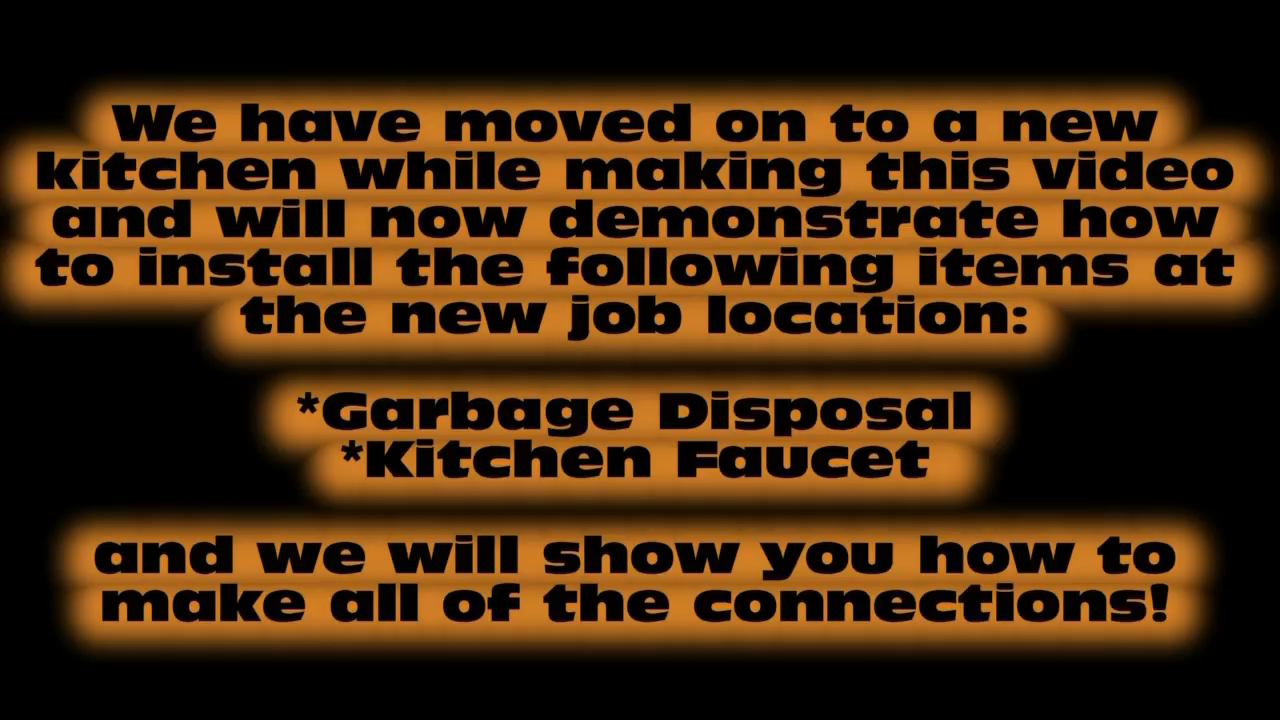 We have moved on to a new
kitchen while making this video
and will now demonstrate how
to install the following items at
the new job location:
*Garbage Disposal
*Kitchen Faucet
and we will show you how to
make all of the connections!